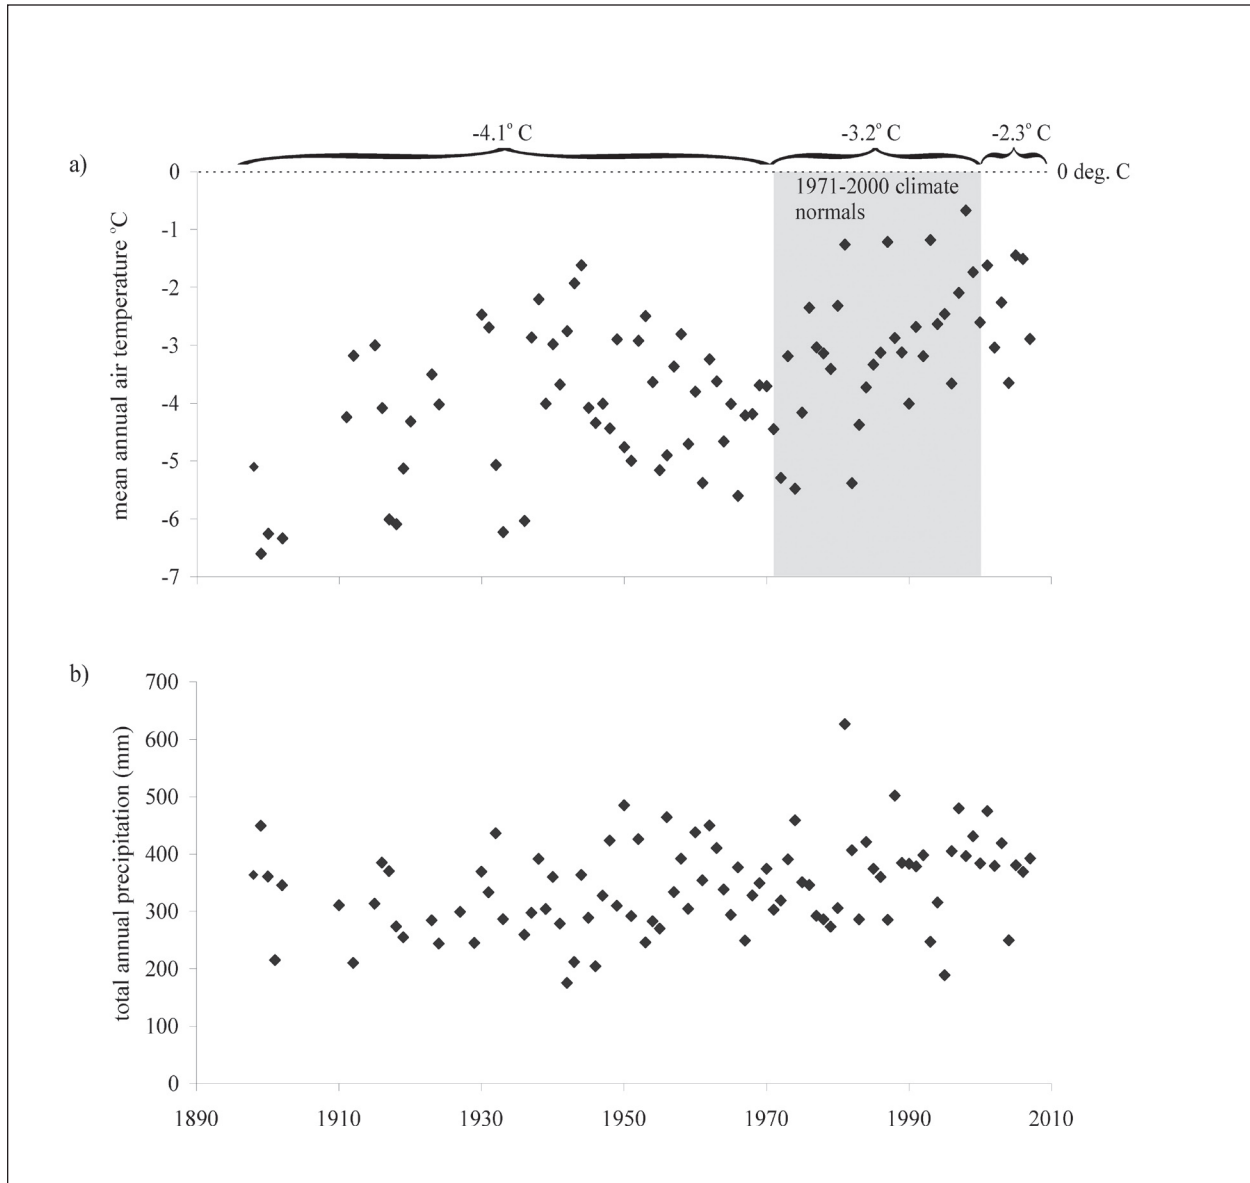 -4.1° C
-3.2° C
-2.3° C
a)
0
0 deg. C
1971-2000 climate
normals
-1
-2
-3
-4
-5
-6
-7
mean annual air temperature °C
b)
700
600
500
400
300
200
100
0
total annual precipitation (mm)
1890
1910
1930
1950
1970
1990
2010